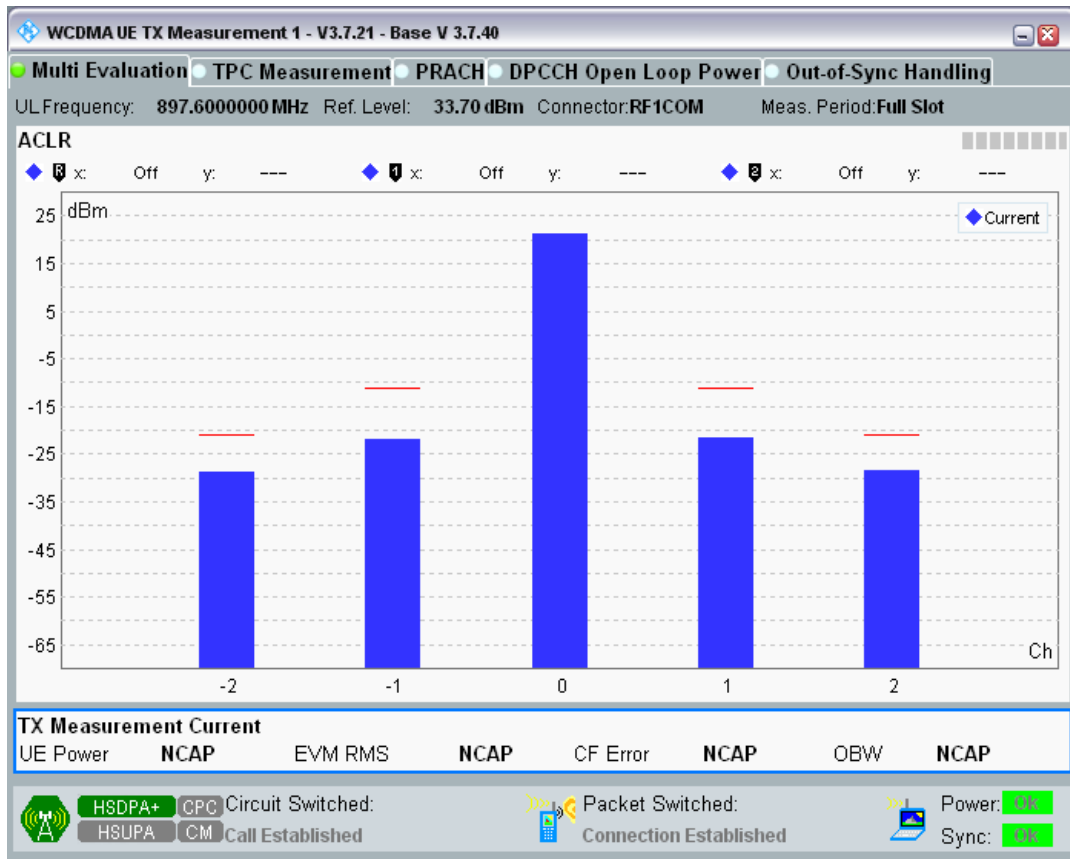 WCDMA UE TX Measurement 1 - V3.7.21 - Base V 3.7.40
Multi Evaluation TPC Measurement PRACH DPCCH Open Loop Power Out-of-Sync Handling
UL Frequency: 897.6000000 MHz Ref. Level: 33.70 dBm Connector:RF1COM Meas. Period:Full Slot
ACLR
R x: Off y: --- 1 x: Off y: --- 2 x: Off y: ---
dBm
Current
25
15
5
-5
-15
-25
-35
-45
-55
-65
Ch
-2 -1 0 1 2
TX Measurement Current
UE Power NCAP EVM RMS NCAP CF Error NCAP OBW NCAP
HSDPA+ CPC Circuit Switched: Packet Switched: Power: Ok
HSUPA CM Call Established Connection Established Sync: Ok